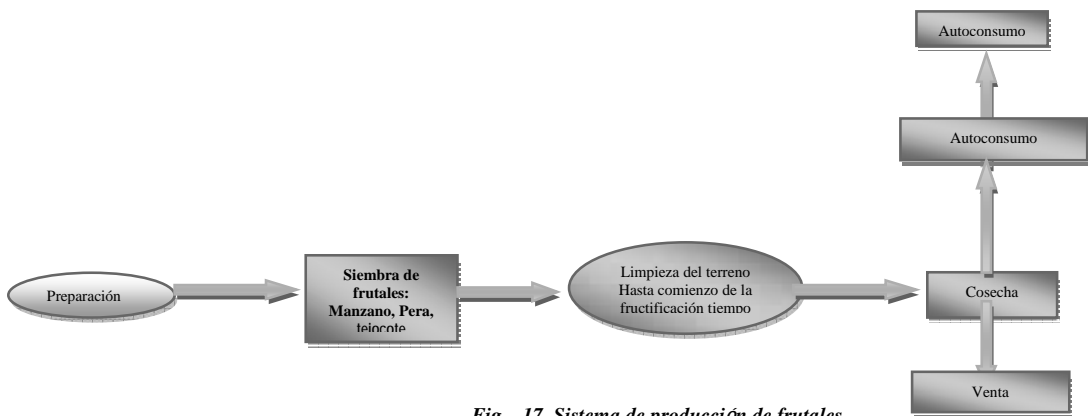 Autoconsumo
Autoconsumo
Preparación
Siembra de
frutales:
Manzano, Pera,
tejocote
Limpieza del terreno
Hasta comienzo de la
fructificación tiempo
Cosecha
Venta
Fig. 17. Sistema de producción de frutales